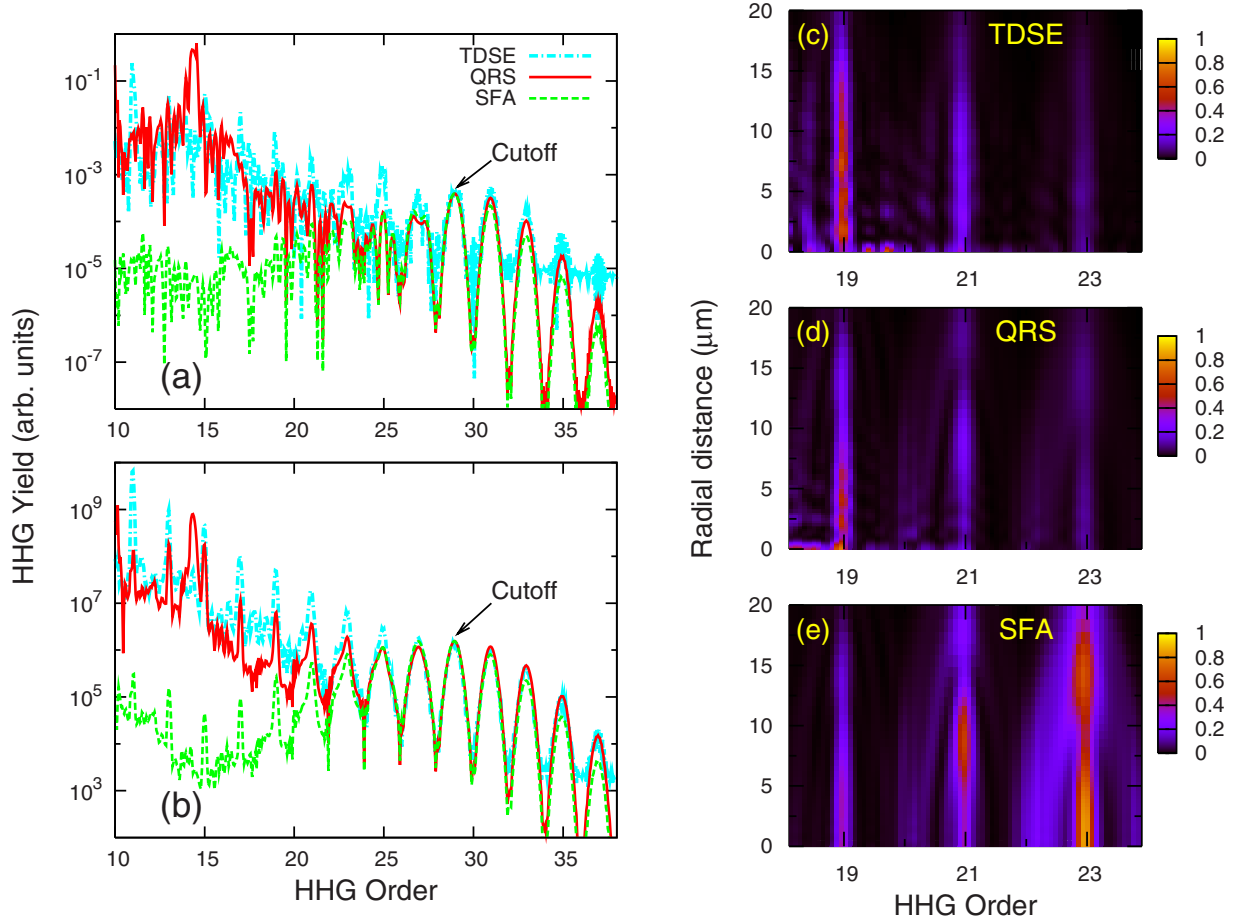 HHG Yield (arb. units)
10^-1
10^-3
10^-5
10^-7
TDSE
QRS
SFA
Cutoff
(a)
10 15 20 25 30 35
10^9
10^7
10^5
10^3
Cutoff
(b)
10 15 20 25 30 35
HHG Order
Radial distance (μm)
20
15
10
5
0
(c)
TDSE
19 21 23
1
0.8
0.6
0.4
0.2
0
20
15
10
5
0
(d)
QRS
19 21 23
1
0.8
0.6
0.4
0.2
0
20
15
10
5
0
(e)
SFA
19 21 23
1
0.8
0.6
0.4
0.2
0
HHG Order